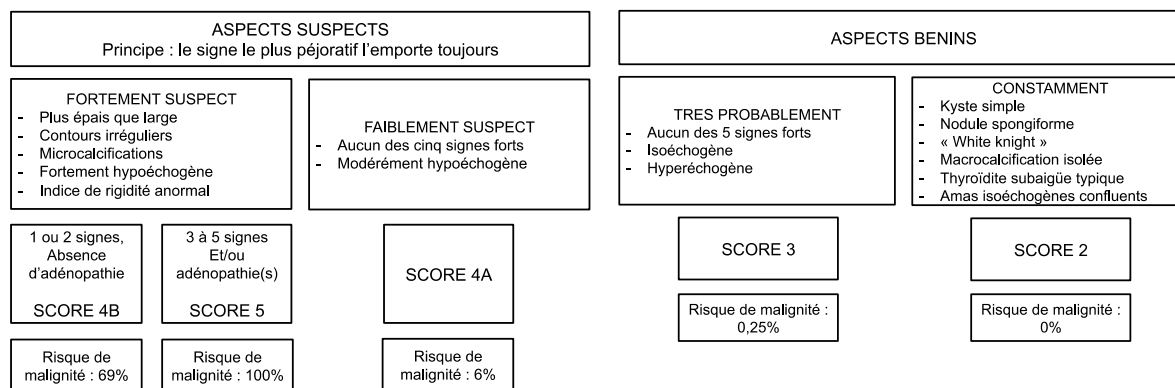 ASPECTS SUSPECTS
Principe : le signe le plus péjoratif l’emporte toujours
FORTEMENT SUSPECT
- Plus épais que large
- Contours irréguliers
- Microcalcifications
- Fortement hypoéchogène
- Indice de rigidité anormal
FAIBLEMENT SUSPECT
- Aucun des cinq signes forts
- Modérément hypoéchogène
1 ou 2 signes,
Absence
d’adénopathie
SCORE 4B
3 à 5 signes
Et/ou
adénopathie(s)
SCORE 5
SCORE 4A
Risque de
malignité : 69%
Risque de
malignité : 100%
Risque de
malignité : 6%
ASPECTS BENINS
TRES PROBABLEMENT
- Aucun des 5 signes forts
- Isoéchogène
- Hyperéchogène
CONSTAMMENT
- Kyste simple
- Nodule spongiforme
- « White knight »
- Macrocalcification isolée
- Thyroïdite subaigüe typique
- Amas isoéchogènes confluents
SCORE 3
SCORE 2
Risque de malignité :
0,25%
Risque de malignité :
0%